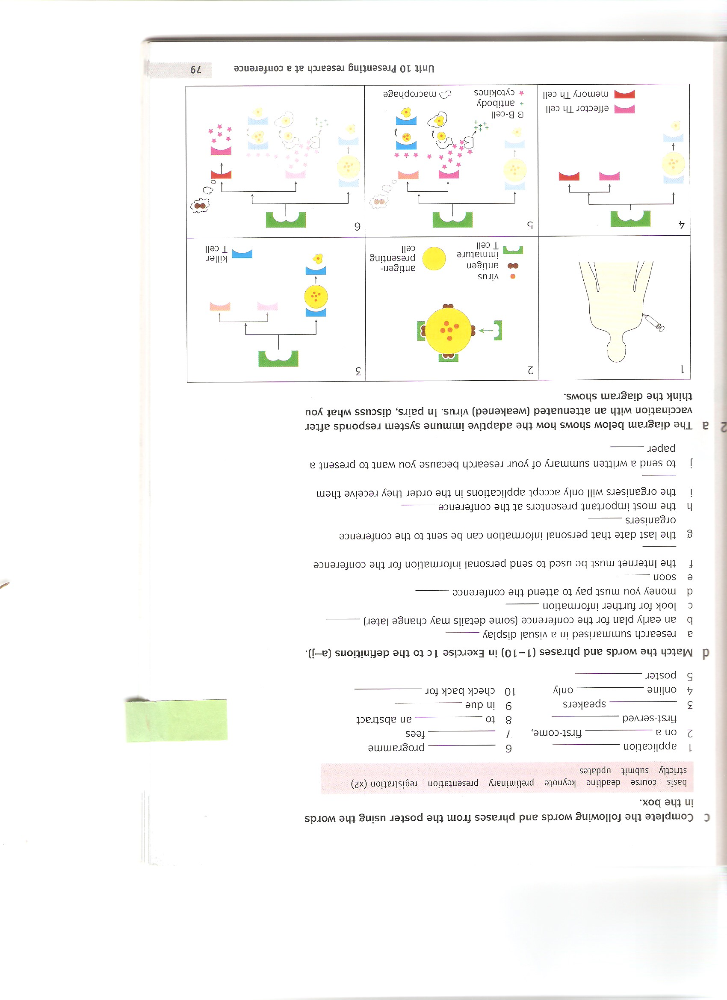 c Complete the following words and phrases from the poster using the words
in the box.
basis course deadline keynote preliminary presentation registration (x2)
strictly submit updates
1 application ____
2 on a ____ first-come,
first-served ____
3 ____ speakers
4 online ____ only
5 poster ____
6 ____ programme
7 ____ fees
8 to ____ an abstract
9 in due ____
10 check back for ____
d Match the words and phrases (1–10) in Exercise 1c to the definitions (a–j).
a research summarised in a visual display ____
b an early plan for the conference (some details may change later) ____
c look for further information ____
d money you must pay to attend the conference ____
e soon ____
f the Internet must be used to send personal information for the conference
____
g the last date that personal information can be sent to the conference
organisers ____
h the most important presenters at the conference ____
i the organisers will only accept applications in the order they receive them
____
j to send a written summary of your research because you want to present a
paper ____
2 a The diagram below shows how the adaptive immune system responds after
vaccination with an attenuated (weakened) virus. In pairs, discuss what you
think the diagram shows.
1
2
virus
antigen
immature
T cell
antigen-
presenting
cell
3
killer
T cell
4
effector Th cell
memory Th cell
5
B-cell
antibody
cytokines
macrophage
6
Unit 10 Presenting research at a conference 79